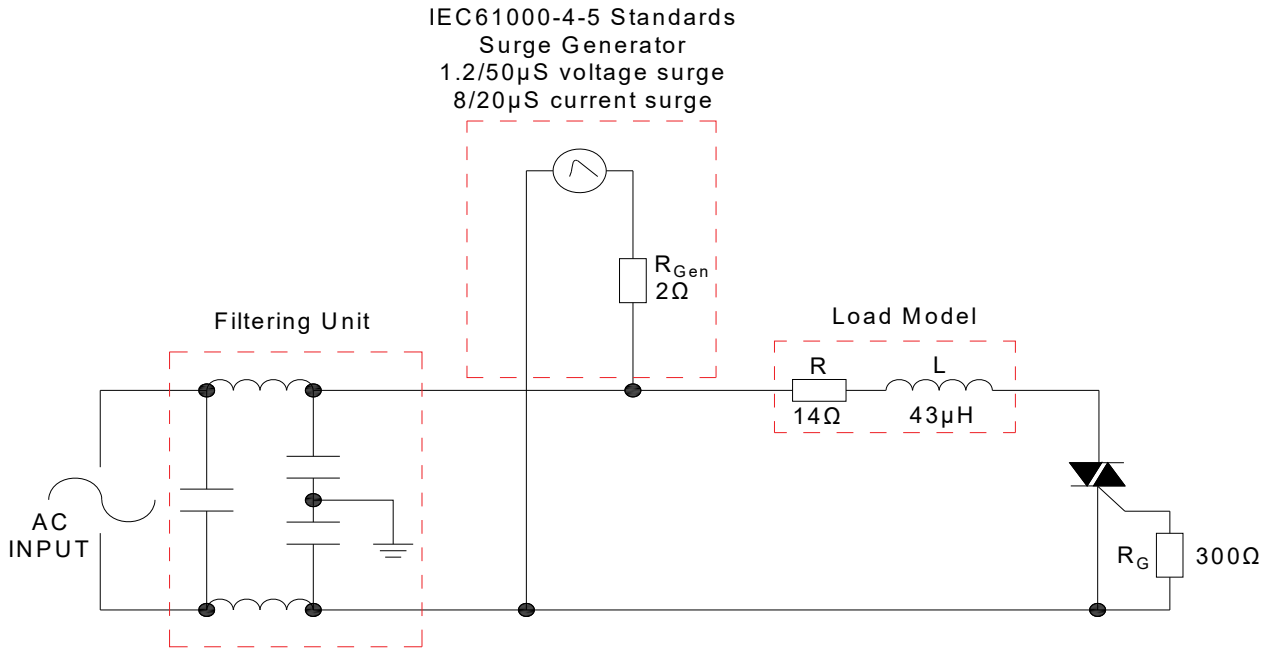 IEC61000-4-5 Standards
Surge Generator
1.2/50µS voltage surge
8/20µS current surge
RGen
2Ω
Filtering Unit
Load Model
R
L
14Ω
43µH
AC
INPUT
RG
300Ω